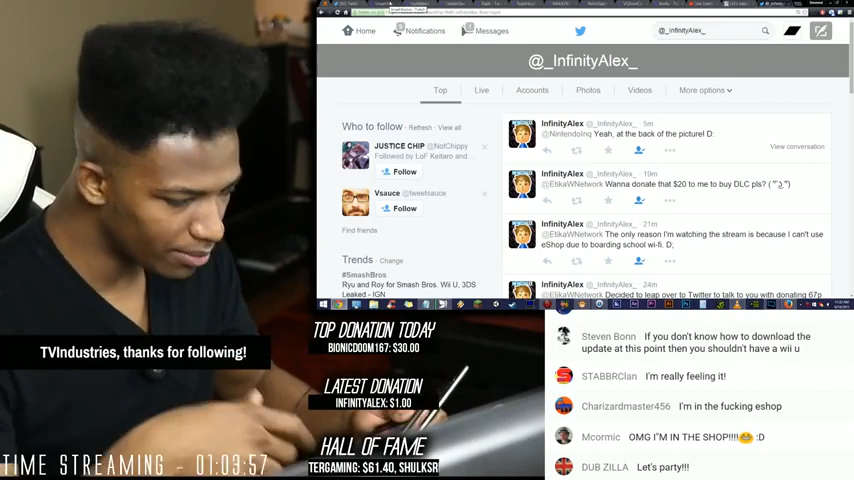 Home
Notifications
Messages
@_InfinityAlex_
@_InfinityAlex_
Top
Live
Accounts
Photos
Videos
More options
Who to follow · Refresh · View all
JUSTICE CHIP @NotChippy
Followed by LoF Keitaro and...
Follow
Vsauce @tweetsauce
Follow
Find friends
Trends · Change
#SmashBros
Ryu and Roy for Smash Bros. Wii U, 3DS
Leaked - IGN
InfinityAlex @_InfinityAlex_ · 5m
@NintendoInq Yeah, at the back of the picture! D:
View conversation
InfinityAlex @_InfinityAlex_ · 19m
@EtikaWNetwork Wanna donate that $20 to me to buy DLC pls? ( ͡° ͜ʖ ͡°)
InfinityAlex @_InfinityAlex_ · 21m
@EtikaWNetwork The only reason I'm watching the stream is because I can't use
eShop due to boarding school wi-fi. D;
InfinityAlex @_InfinityAlex_ · 24m
@EtikaWNetwork Decided to leap over to Twitter to talk to you with donating 67p
TVIndustries, thanks for following!
TOP DONATION TODAY
BIONICDOOM167: $30.00
LATEST DONATION
INFINITYALEX: $1.00
HALL OF FAME
TERGAMING: $61.40, SHULKSR
TIME STREAMING - 01:03:57
Steven Bonn If you don't know how to download the
update at this point then you shouldn't have a wii u
STABBRClan I'm really feeling it!
Charizardmaster456 I'm in the fucking eshop
Mcormic OMG I"M IN THE SHOP!!!!😂 :D
DUB ZILLA Let's party!!!